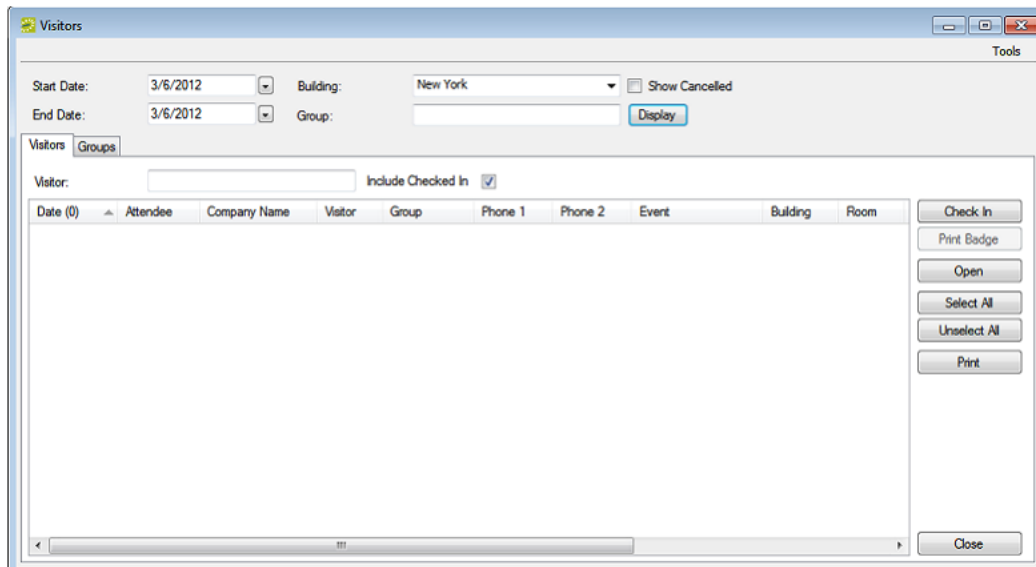 Visitors
Tools
Start Date: 3/6/2012 Building: New York Show Cancelled
End Date: 3/6/2012 Group: Display
Visitors Groups
Visitor: Include Checked In
Date (0) Attendee Company Name Visitor Group Phone 1 Phone 2 Event Building Room Check In
Print Badge
Open
Select All
Unselect All
Print
Close